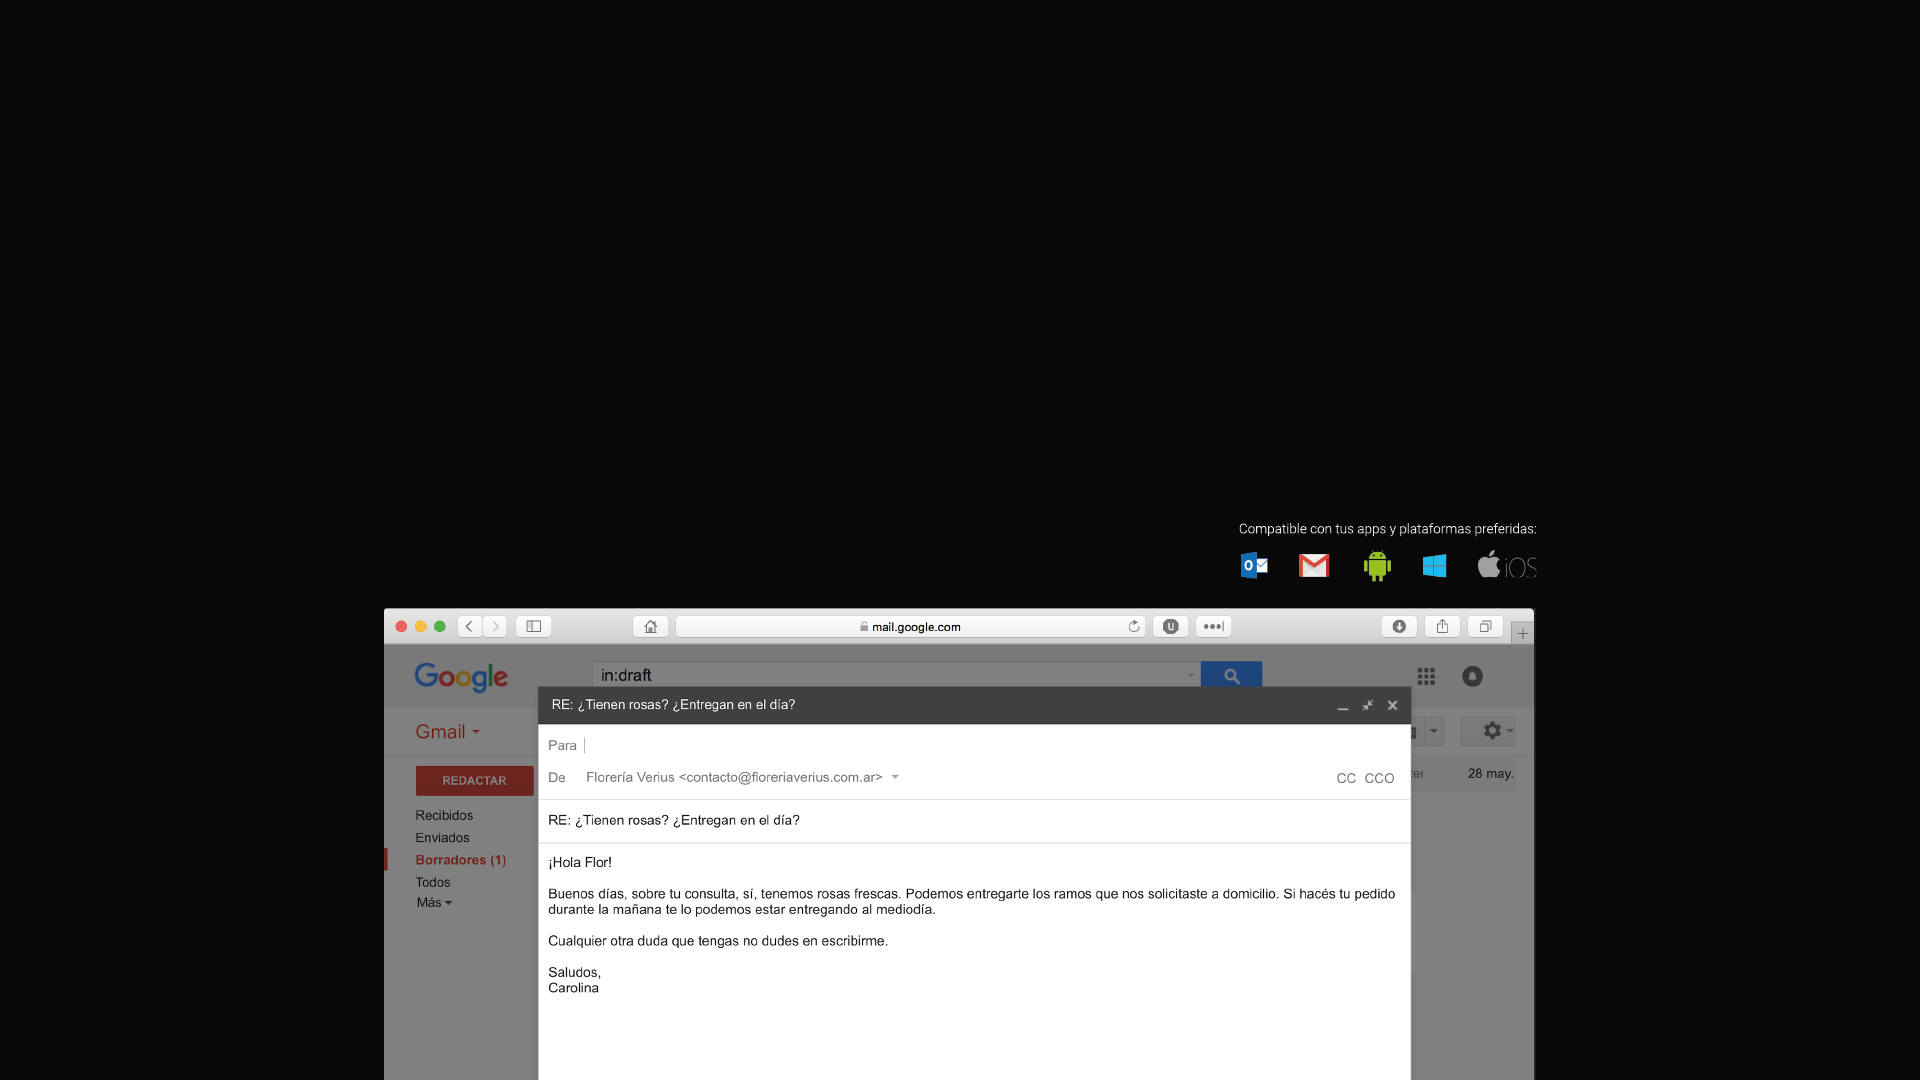 Compatible con tus apps y plataformas preferidas:
iOS
mail.google.com
Google
in:draft
RE: ¿Tienen rosas? ¿Entregan en el día?
Gmail
Para
De Florería Verius <contacto@floreriaverius.com.ar>
CC CCO
ter
28 may.
REDACTAR
Recibidos
Enviados
Borradores (1)
Todos
Más
RE: ¿Tienen rosas? ¿Entregan en el día?
¡Hola Flor!
Buenos días, sobre tu consulta, sí, tenemos rosas frescas. Podemos entregarte los ramos que nos solicitaste a domicilio. Si hacés tu pedido
durante la mañana te lo podemos estar entregando al mediodía.
Cualquier otra duda que tengas no dudes en escribirme.
Saludos,
Carolina